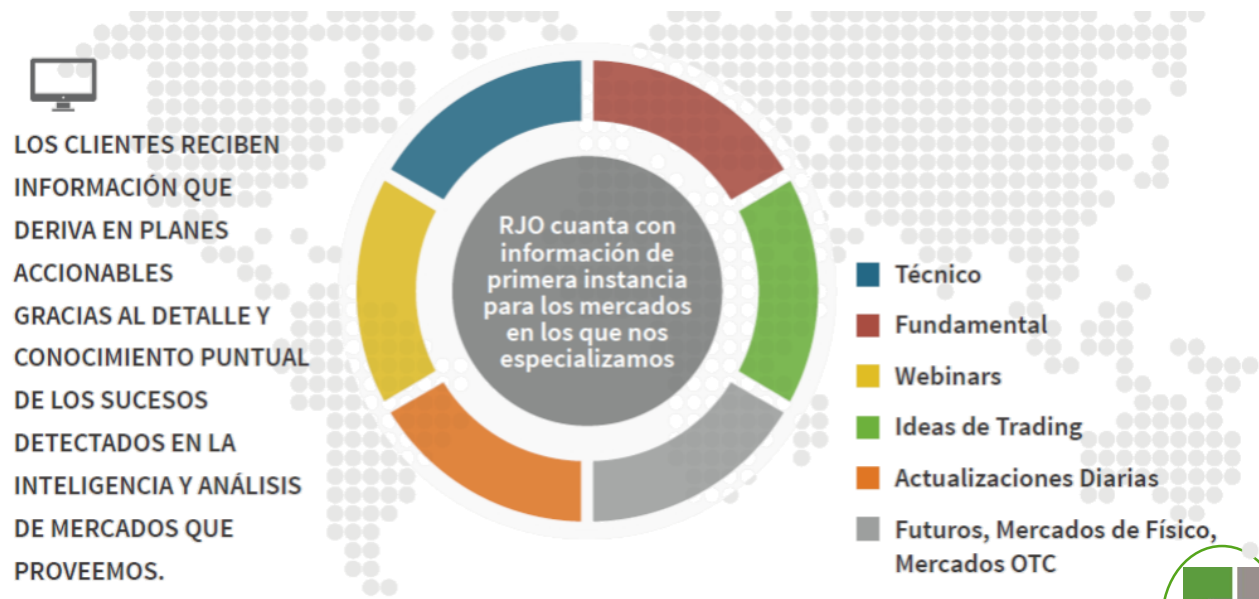 LOS CLIENTES RECIBEN
INFORMACIÓN QUE
DERIVA EN PLANES
ACCIONABLES
GRACIAS AL DETALLE Y
CONOCIMIENTO PUNTUAL
DE LOS SUCESOS
DETECTADOS EN LA
INTELIGENCIA Y ANÁLISIS
DE MERCADOS QUE
PROVEEMOS.
RJO cuanta con
información de
primera instancia
para los mercados
en los que nos
especializamos
Técnico
Fundamental
Webinars
Ideas de Trading
Actualizaciones Diarias
Futuros, Mercados de Físico,
Mercados OTC